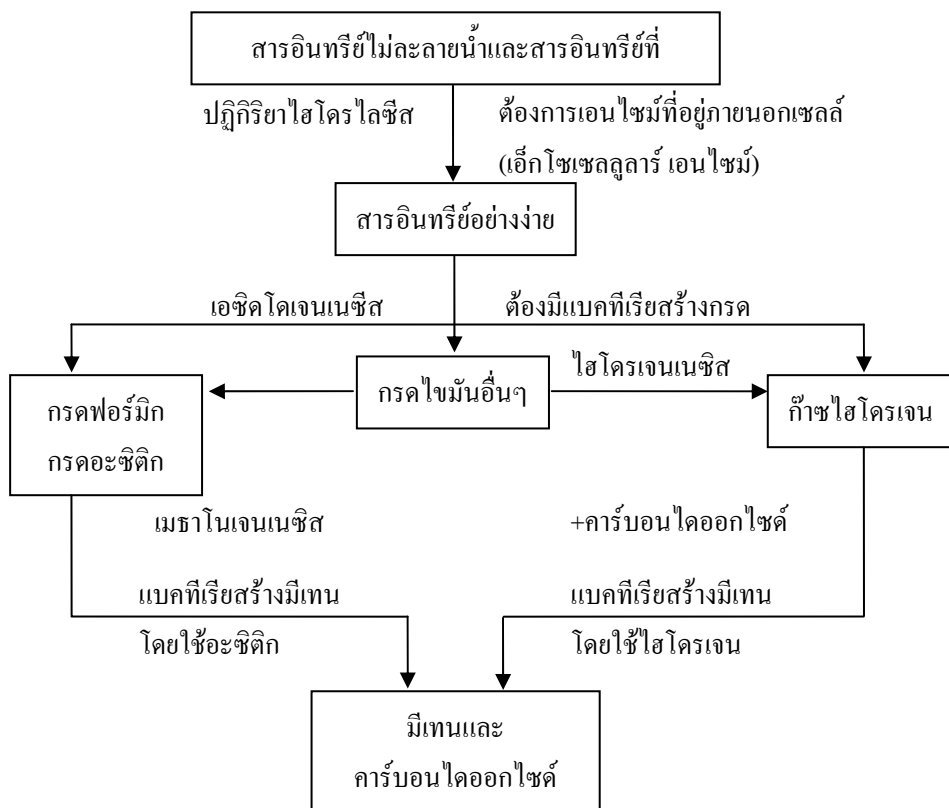 สารอินทรีย์ไม่ละลายน้ำและสารอินทรีย์ที่
ปฏิกิริยาไฮโดรไลซีส
ต้องการเอนไซม์ที่อยู่ภายนอกเซลล์
(เอ็กโซเซลลูลาร์ เอนไซม์)
สารอินทรีย์อย่างง่าย
เอซิดโดเจนเนซีส
ต้องมีแบคทีเรียสร้างกรด
กรดฟอร์มิก
กรดอะซิติก
กรดไขมันอื่นๆ
ไฮโดรเจนเนซิส
ก๊าซไฮโดรเจน
เมธาโนเจนเนซิส
+คาร์บอนไดออกไซด์
แบคทีเรียสร้างมีเทน
โดยใช้อะซิติก
แบคทีเรียสร้างมีเทน
โดยใช้ไฮโดรเจน
มีเทนและ
คาร์บอนไดออกไซด์